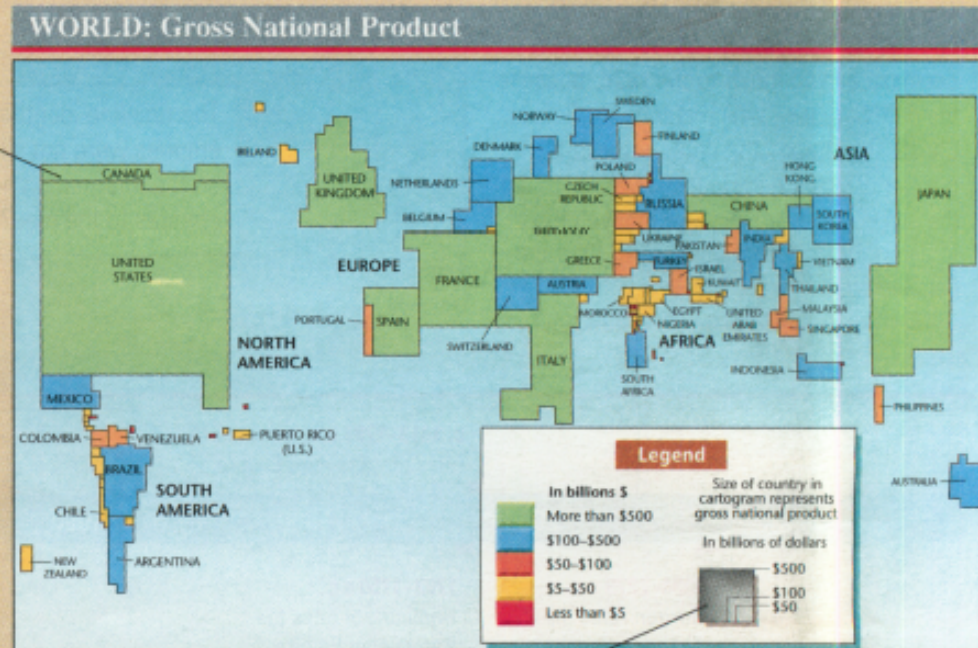 WORLD: Gross National Product
SWEDEN
NORWAY
FINLAND
DENMARK
IRELAND
ASIA
HONG
KONG
CANADA
POLAND
UNITED
KINGDOM
NETHERLANDS
CZECH
REPUBLIC
RUSSIA
CHINA
JAPAN
BELGIUM
SOUTH
KOREA
UKRAINE
INDIA
PAKISTAN
UNITED
STATES
EUROPE
GREECE
TURKEY
ISRAEL
VIETNAM
FRANCE
AUSTRIA
KUWAIT
THAILAND
MOROCCO
EGYPT
NIGERIA
UNITED
ARAB
EMIRATES
MALAYSIA
SINGAPORE
PORTUGAL
SPAIN
SWITZERLAND
AFRICA
NORTH
AMERICA
ITALY
SOUTH
AFRICA
INDONESIA
MEXICO
PHILIPPINES
COLOMBIA
VENEZUELA
PUERTO RICO
(U.S.)
BRAZIL
SOUTH
AMERICA
CHILE
AUSTRALIA
NEW
ZEALAND
ARGENTINA
Legend
In billions $
More than $500
$100–$500
$50–$100
$5–$50
Less than $5
Size of country in
cartogram represents
gross national product
In billions of dollars
$500
$100
$50